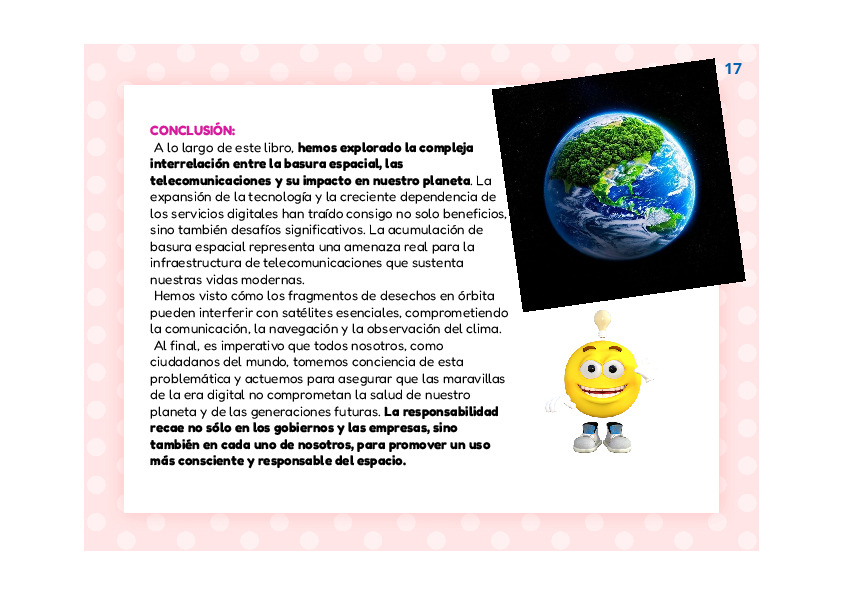 17
CONCLUSIÓN:
A lo largo de este libro, hemos explorado la compleja
interrelación entre la basura espacial, las
telecomunicaciones y su impacto en nuestro planeta. La
expansión de la tecnología y la creciente dependencia de
los servicios digitales han traído consigo no solo beneficios,
sino también desafíos significativos. La acumulación de
basura espacial representa una amenaza real para la
infraestructura de telecomunicaciones que sustenta
nuestras vidas modernas.
Hemos visto cómo los fragmentos de desechos en órbita
pueden interferir con satélites esenciales, comprometiendo
la comunicación, la navegación y la observación del clima.
Al final, es imperativo que todos nosotros, como
ciudadanos del mundo, tomemos conciencia de esta
problemática y actuemos para asegurar que las maravillas
de la era digital no comprometan la salud de nuestro
planeta y de las generaciones futuras. La responsabilidad
recae no sólo en los gobiernos y las empresas, sino
también en cada uno de nosotros, para promover un uso
más consciente y responsable del espacio.